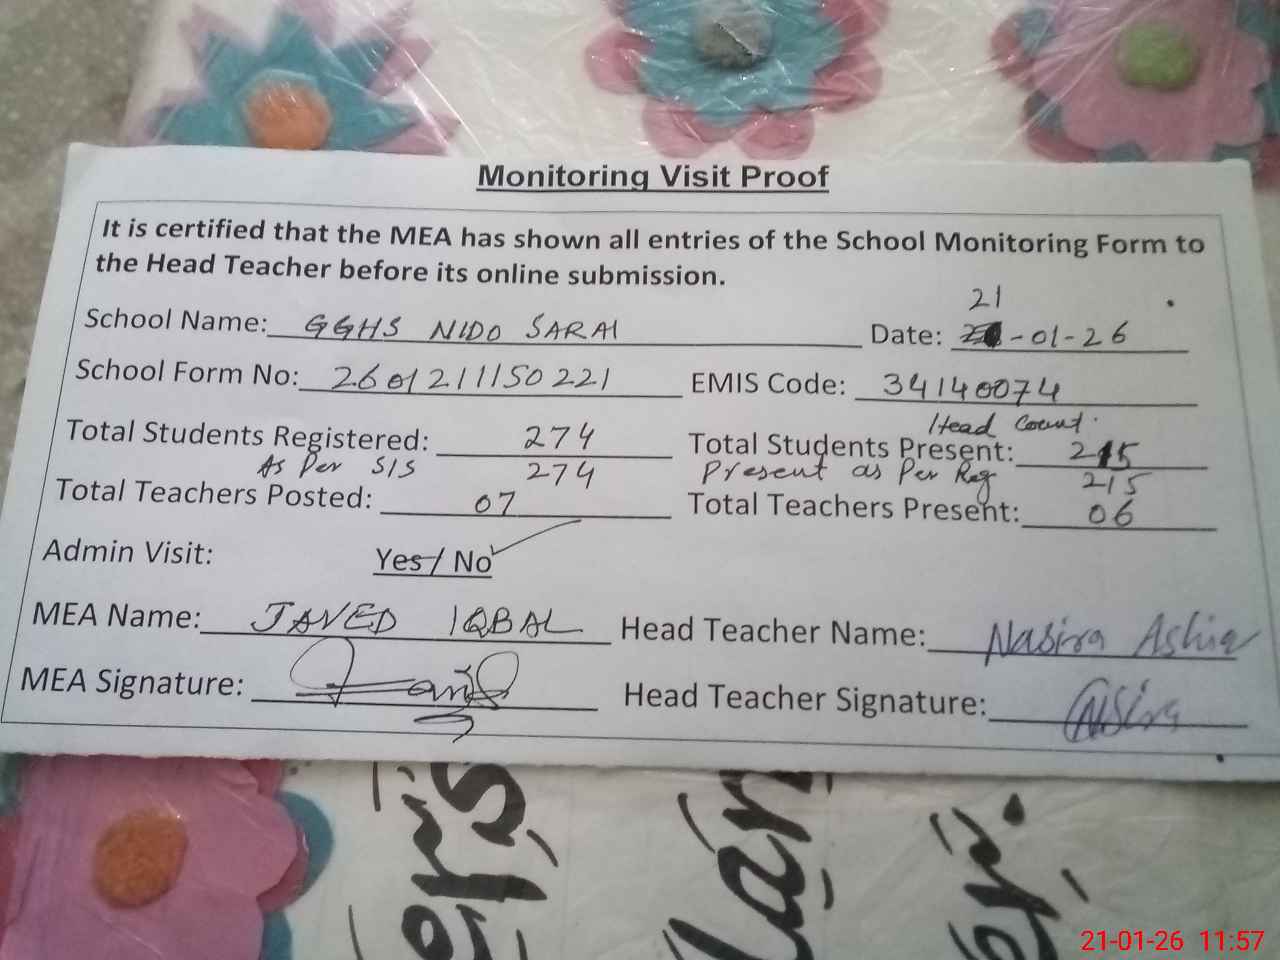 Monitoring Visit Proof
It is certified that the MEA has shown all entries of the School Monitoring Form to
the Head Teacher before its online submission.
21
School Name: GGHS NIDO SARAI Date: -01-26
School Form No: 2601211150221 EMIS Code: 34140074
Head Count.
Total Students Registered: 274 Total Students Present: 215
As Per SIS 274 Present as Per Reg 215
Total Teachers Posted: 07 Total Teachers Present: 06
Admin Visit: Yes/ No
MEA Name: JAVED IQBAL Head Teacher Name: Nasira Ashiq
MEA Signature: Head Teacher Signature: Nsira
21-01-26 11:57